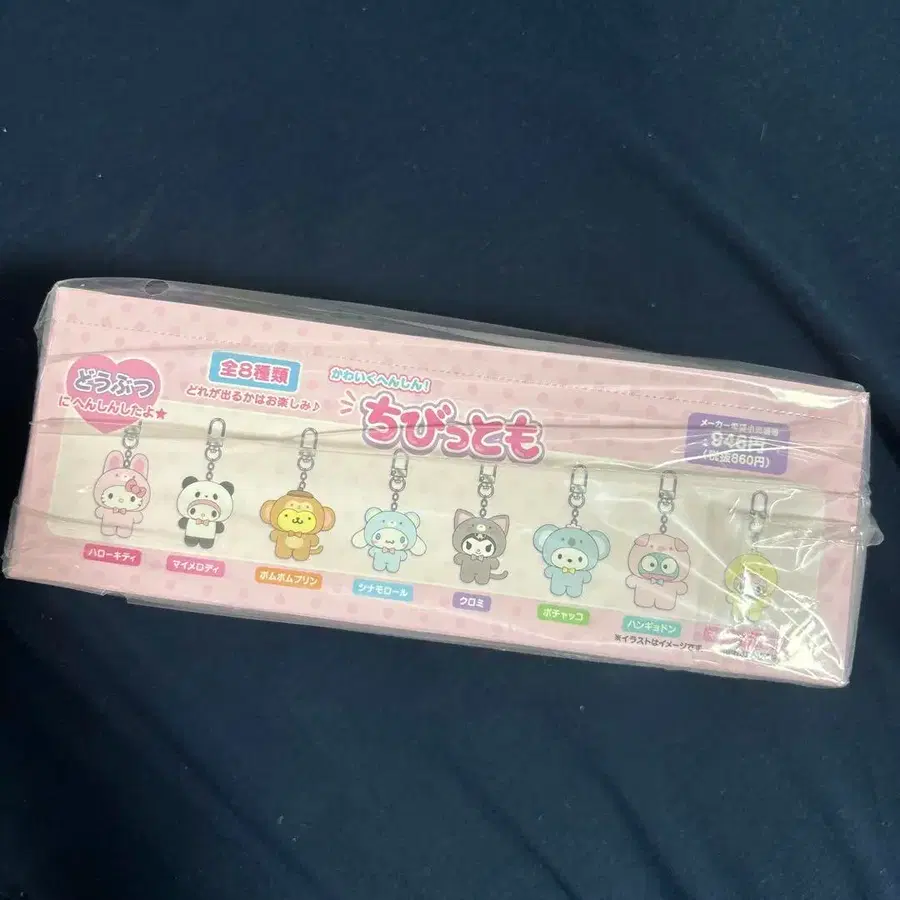 どうぶつ
にへんしんしたよ★
全8種類
どれが出るかはお楽しみ♪
かわいくへんしん!
ちびっとも
メーカー希望小売価格
946円
(税抜860円)
ハローキティ
マイメロディ
ポムポムプリン
シナモロール
クロミ
ポチャッコ
ハンギョドン
※イラストはイメージです